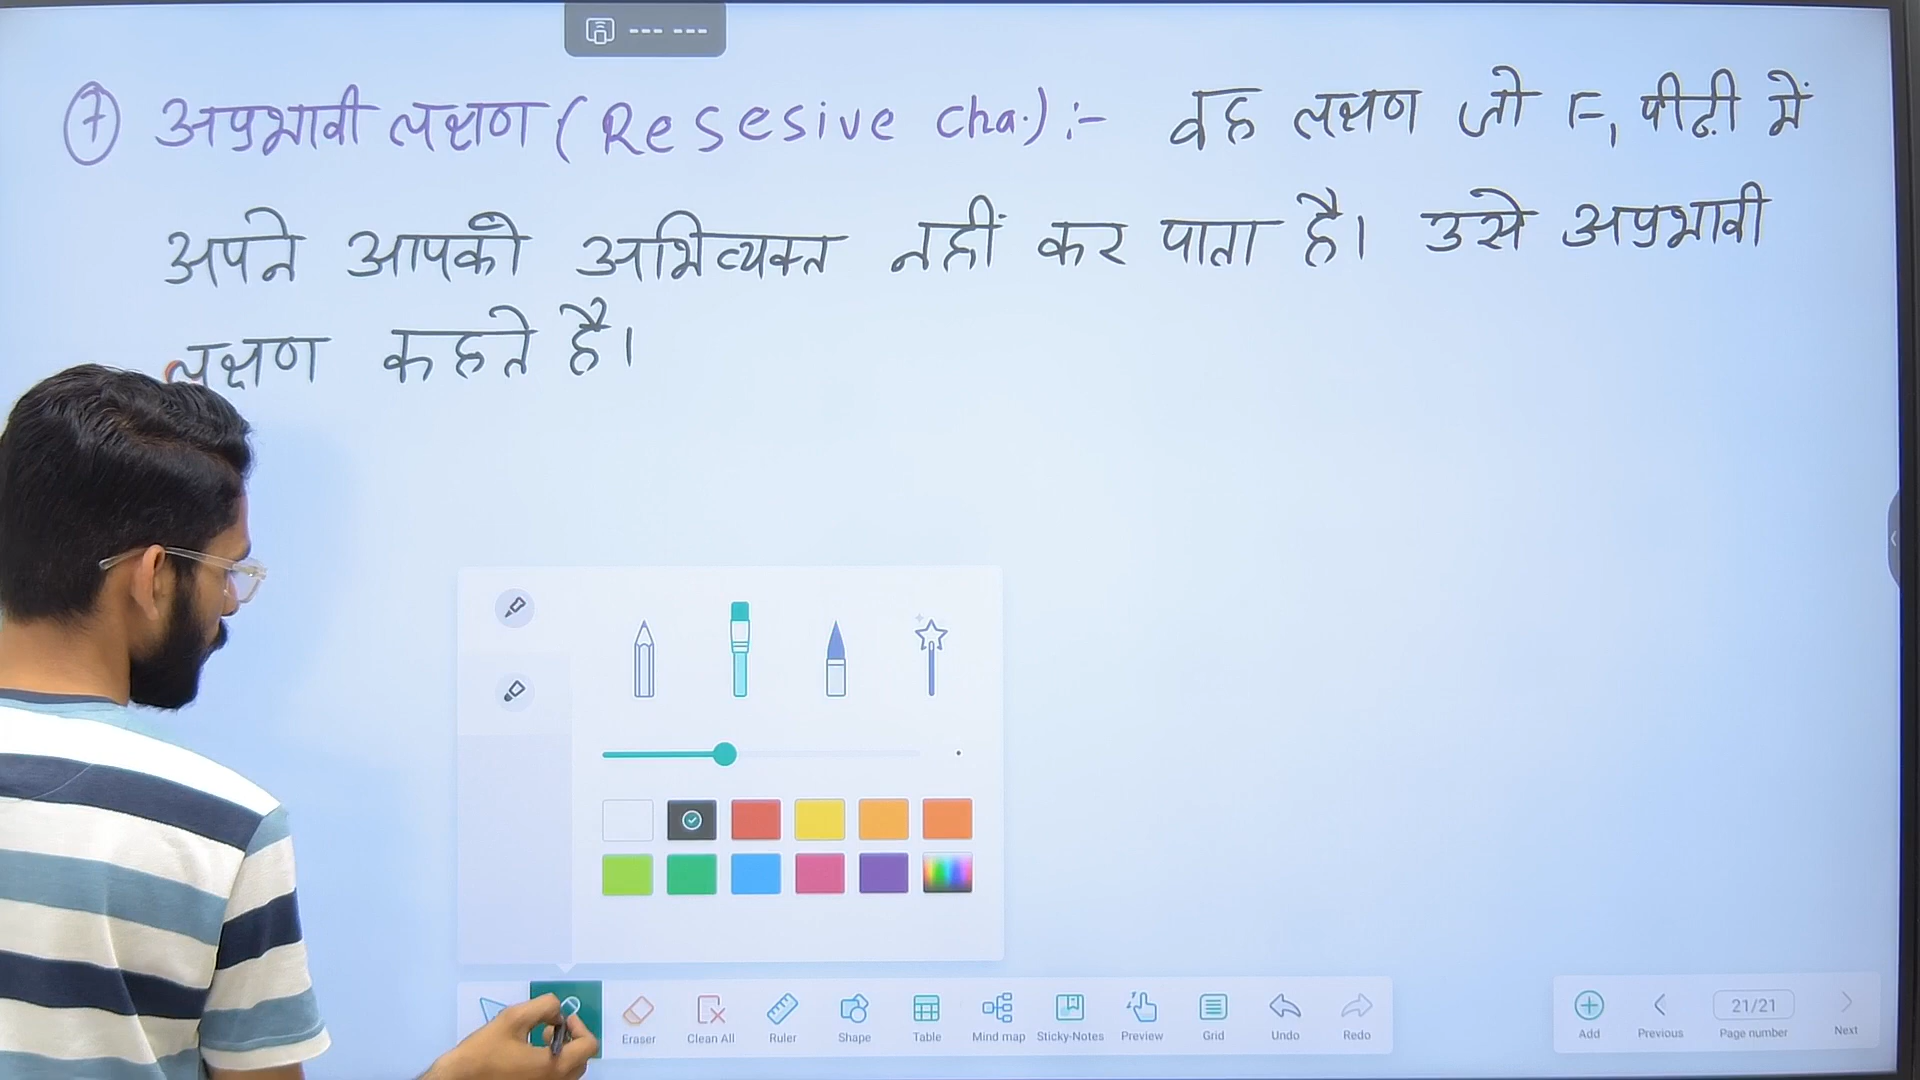 7 अप्रभावी लक्षण (Resesive cha.) :- वह लक्षण जो F1 पीढ़ी में
अपने आपको अभिव्यक्त नहीं कर पाता है। उसे अप्रभावी
लक्षण कहते है।
Eraser Clean All Ruler Shape Table Mind map Sticky-Notes Preview Grid Undo Redo
Add Previous 21/21 Page number Next